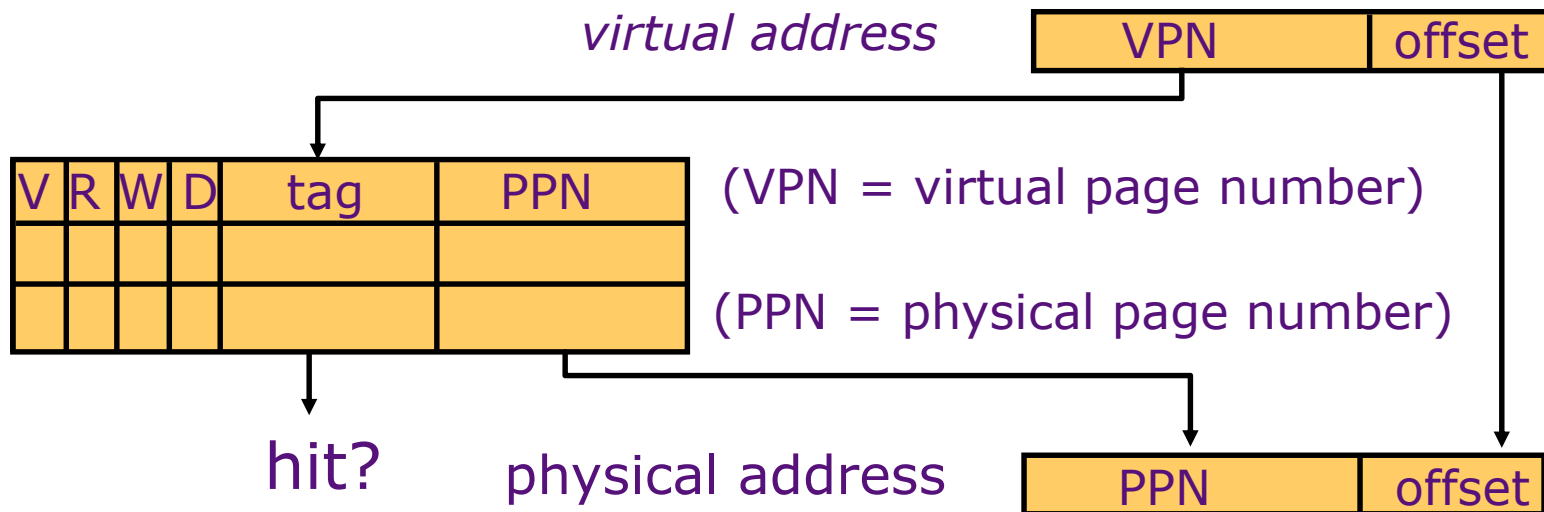 virtual address VPN offset
V R W D tag PPN (VPN = virtual page number)
(PPN = physical page number)
hit? physical address PPN offset